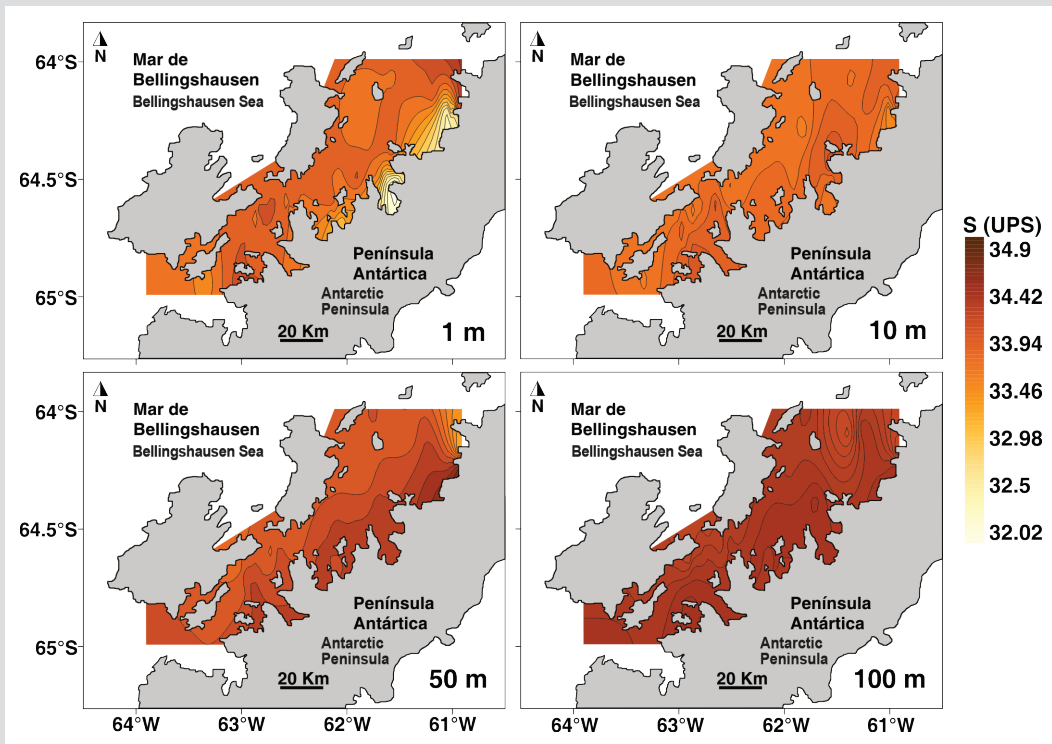 N
Mar de
Bellingshausen
Bellingshausen Sea
Península
Antártica
Antarctic
Peninsula
20 Km
1 m
64°S
64.5°S
65°S
N
Mar de
Bellingshausen
Bellingshausen Sea
Península
Antártica
Antarctic
Peninsula
20 Km
10 m
S (UPS)
34.9
34.42
33.94
33.46
32.98
32.5
32.02
N
Mar de
Bellingshausen
Bellingshausen Sea
Península
Antártica
Antarctic
Peninsula
20 Km
50 m
64°S
64.5°S
65°S
64°W
63°W
62°W
61°W
N
Mar de
Bellingshausen
Bellingshausen Sea
Península
Antártica
Antarctic
Peninsula
20 Km
100 m
64°W
63°W
62°W
61°W